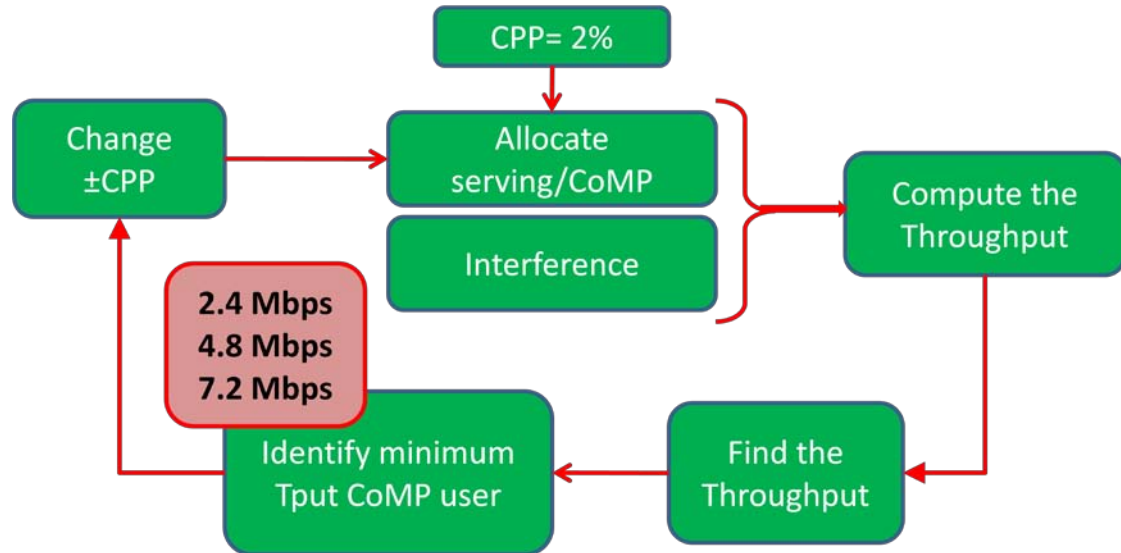 CPP= 2%
Change
±CPP
Allocate
serving/CoMP
Interference
Compute the
Throughput
2.4 Mbps
4.8 Mbps
7.2 Mbps
Identify minimum
Tput CoMP user
Find the
Throughput